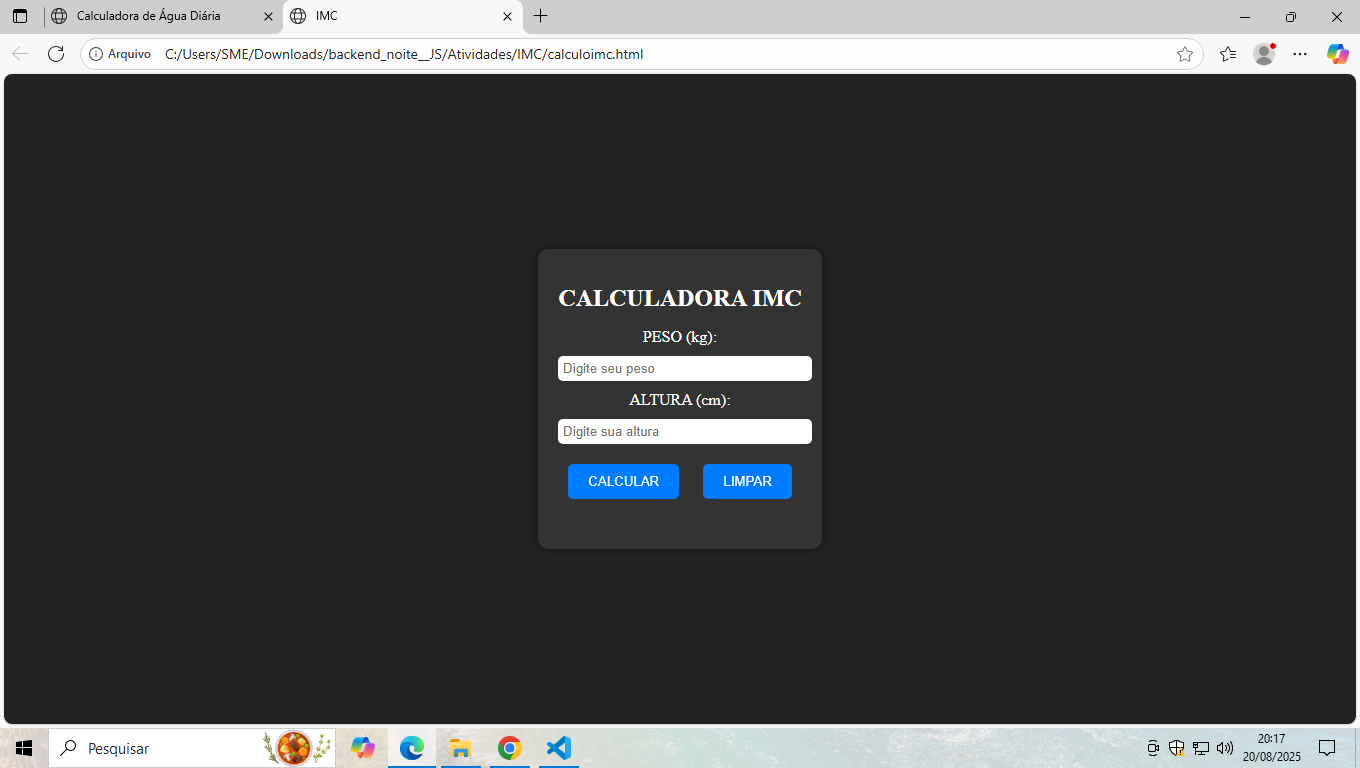 Calculadora de Água Diária
IMC
Arquivo
C:/Users/SME/Downloads/backend_noite__JS/Atividades/IMC/calculoimc.html
CALCULADORA IMC
PESO (kg):
Digite seu peso
ALTURA (cm):
Digite sua altura
CALCULAR LIMPAR
Pesquisar
20:17
20/08/2025